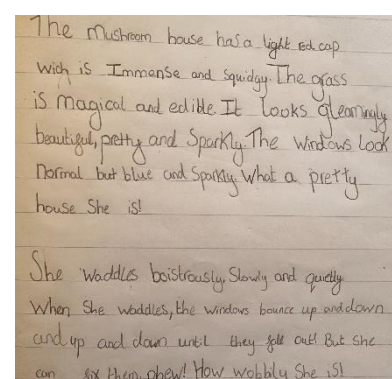 The mushroom house has a light red cap
wich is Immense and squidgy. The grass
is magical and edible. It looks gleamingly
beautiful, pretty and Sparkly. The windows Look
normal but blue and Sparkly. What a pretty
house She is!
She waddles boistrously, Slowly and quietly
When She waddles, the windows bounce up and down
and up and down until they fall out! But She
can fix them, phew! How wobbly She is!